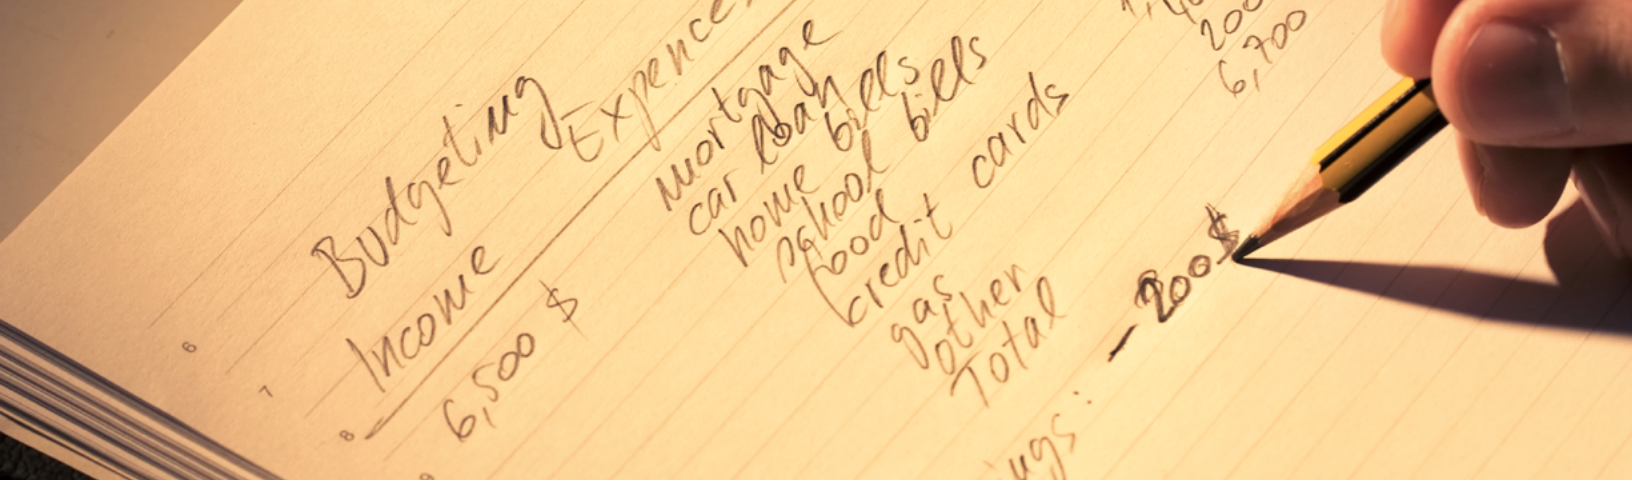 Budgeting
Income
Expences
6,500 $
mortgage
car loan
home bills
school bills
food
credit cards
gas
other
Total
200
6,700
- 200$
6
7
8